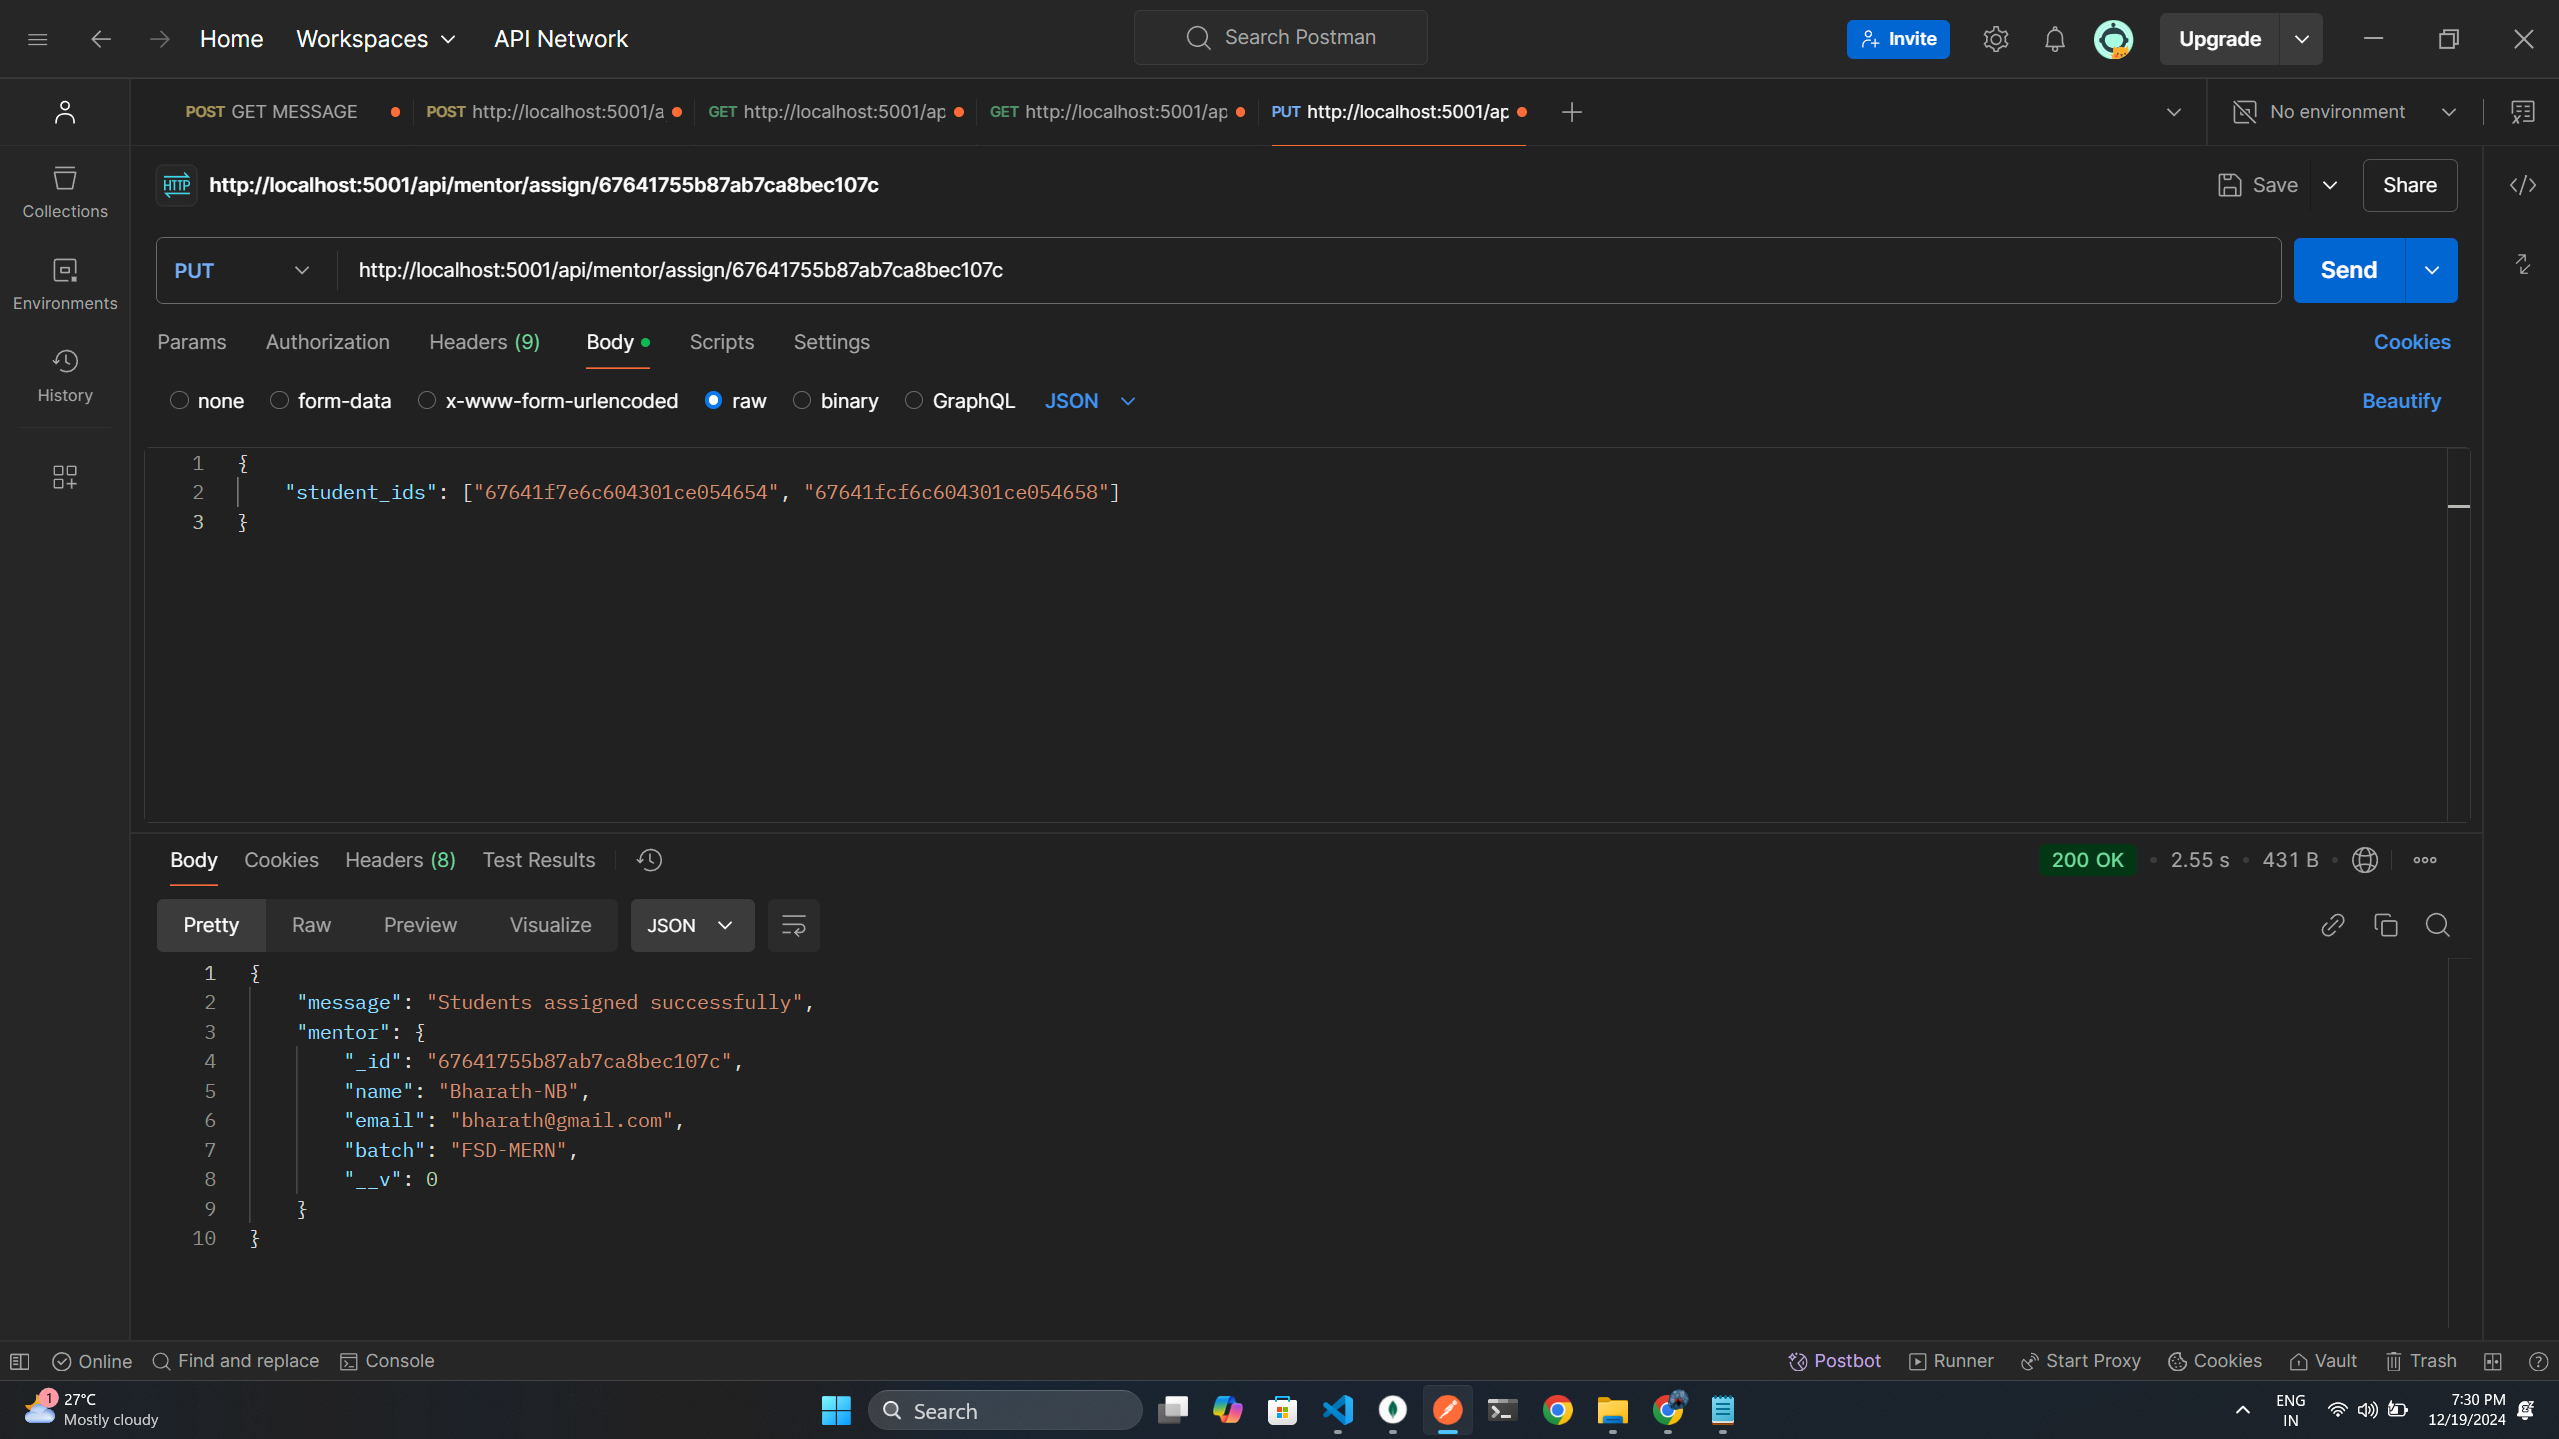 Home Workspaces API Network Search Postman Invite Upgrade
POST GET MESSAGE POST http://localhost:5001/a GET http://localhost:5001/ap GET http://localhost:5001/ap PUT http://localhost:5001/ap No environment
HTTP http://localhost:5001/api/mentor/assign/67641755b87ab7ca8bec107c Save Share
Collections
Environments
History
PUT http://localhost:5001/api/mentor/assign/67641755b87ab7ca8bec107c Send
Params Authorization Headers (9) Body Scripts Settings Cookies
none form-data x-www-form-urlencoded raw binary GraphQL JSON Beautify
1 {
2 "student_ids": ["67641f7e6c604301ce054654", "67641fcf6c604301ce054658"]
3 }
Body Cookies Headers (8) Test Results 200 OK 2.55 s 431 B
Pretty Raw Preview Visualize JSON
1 {
2 "message": "Students assigned successfully",
3 "mentor": {
4 "_id": "67641755b87ab7ca8bec107c",
5 "name": "Bharath-NB",
6 "email": "bharath@gmail.com",
7 "batch": "FSD-MERN",
8 "__v": 0
9 }
10 }
Online Find and replace Console Postbot Runner Start Proxy Cookies Vault Trash
1 27°C
Mostly cloudy
Search
ENG
IN
7:30 PM
12/19/2024